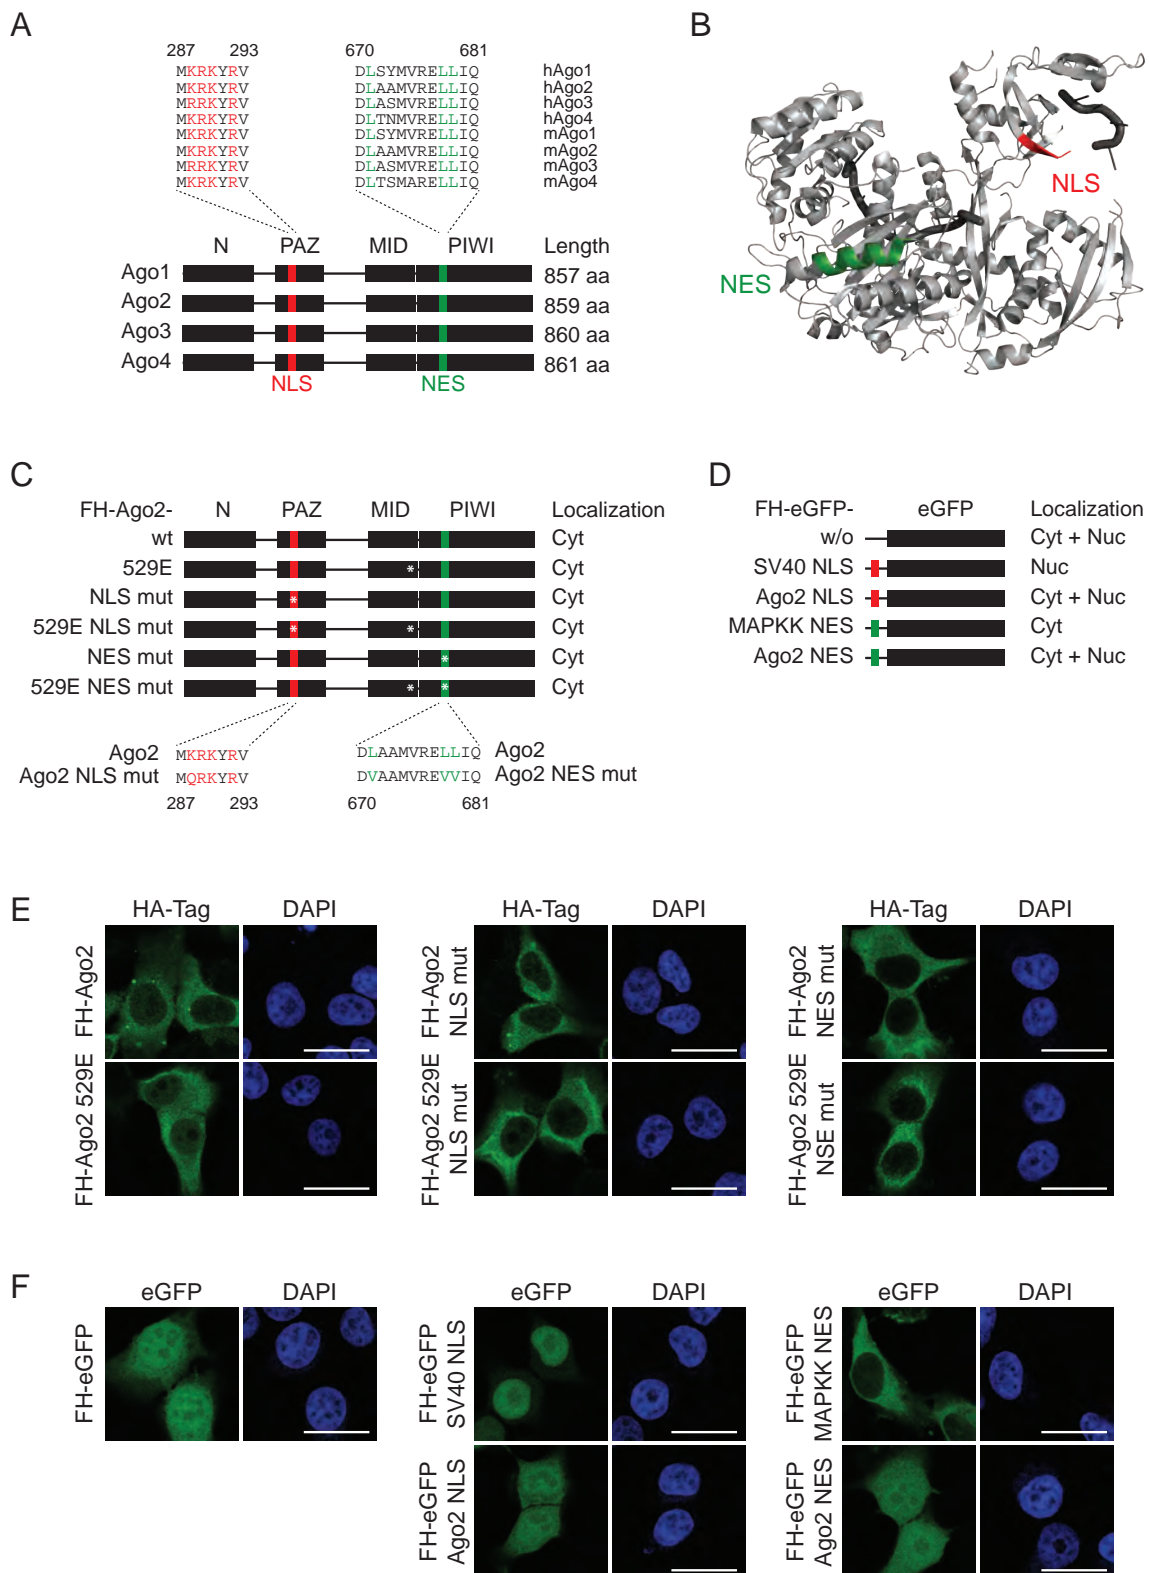 A
287 293 670 681
MKRKYRV DLSYMVRELLIQ hAgo1
MKRKYRV DLAAMVRELLIQ hAgo2
MRRKYRV DLASMVRELLIQ hAgo3
MKRKYRV DLTNMVRELLIQ hAgo4
MKRKYRV DLSYMVRELLIQ mAgo1
MKRKYRV DLAAMVRELLIQ mAgo2
MRRKYRV DLASMVRELLIQ mAgo3
MKRKYRV DLTSMARELLIQ mAgo4
N PAZ MID PIWI Length
Ago1 857 aa
Ago2 859 aa
Ago3 860 aa
Ago4 861 aa
NLS NES
B
NLS
NES
C
FH-Ago2- N PAZ MID PIWI Localization
wt Cyt
529E * Cyt
NLS mut * Cyt
529E NLS mut * * Cyt
NES mut * Cyt
529E NES mut * * Cyt
Ago2 MKRKYRV DLAAMVRELLIQ Ago2
Ago2 NLS mut MQRKYRV DVAAMVREVVIQ Ago2 NES mut
287 293 670 681
D
FH-eGFP- eGFP Localization
w/o Cyt + Nuc
SV40 NLS Nuc
Ago2 NLS Cyt + Nuc
MAPKK NES Cyt
Ago2 NES Cyt + Nuc
E
HA-Tag DAPI HA-Tag DAPI HA-Tag DAPI
FH-Ago2
FH-Ago2
NLS mut
FH-Ago2
NES mut
FH-Ago2 529E
FH-Ago2 529E
NLS mut
FH-Ago2 529E
NSE mut
F
eGFP DAPI eGFP DAPI eGFP DAPI
FH-eGFP
FH-eGFP
SV40 NLS
FH-eGFP
MAPKK NES
FH-eGFP
Ago2 NLS
FH-eGFP
Ago2 NES